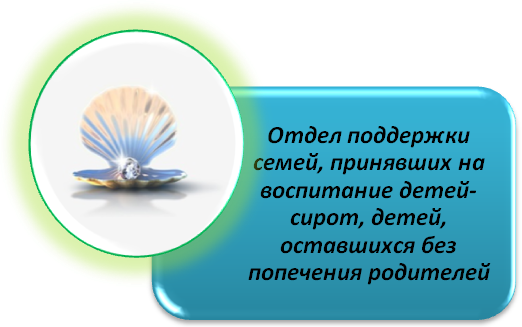 Отдел поддержки
семей, принявших на
воспитание детей-
сирот, детей,
оставшихся без
попечения родителей